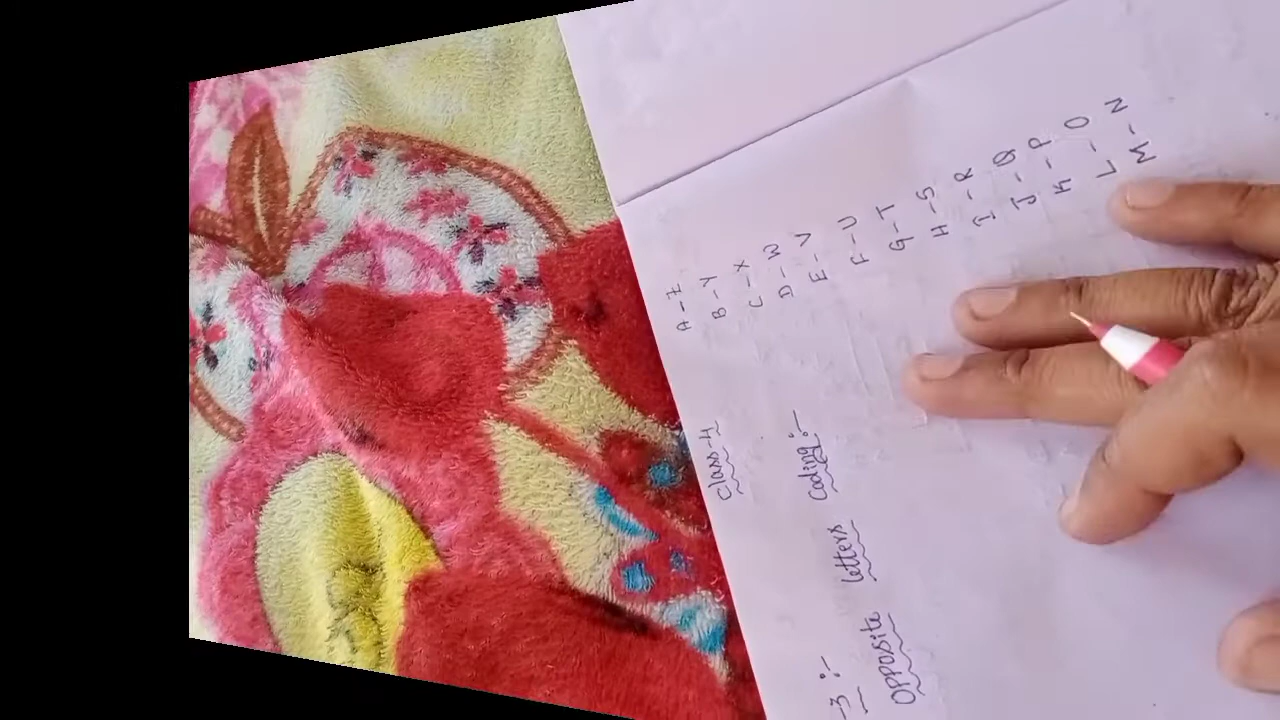 Class-4
-3 :-
Opposite letters coding:-
A-Z
B-Y
C-X
D-W
E-V
F-U
G-T
H-S
I-R
J-Q
K-P
L-O
M-N